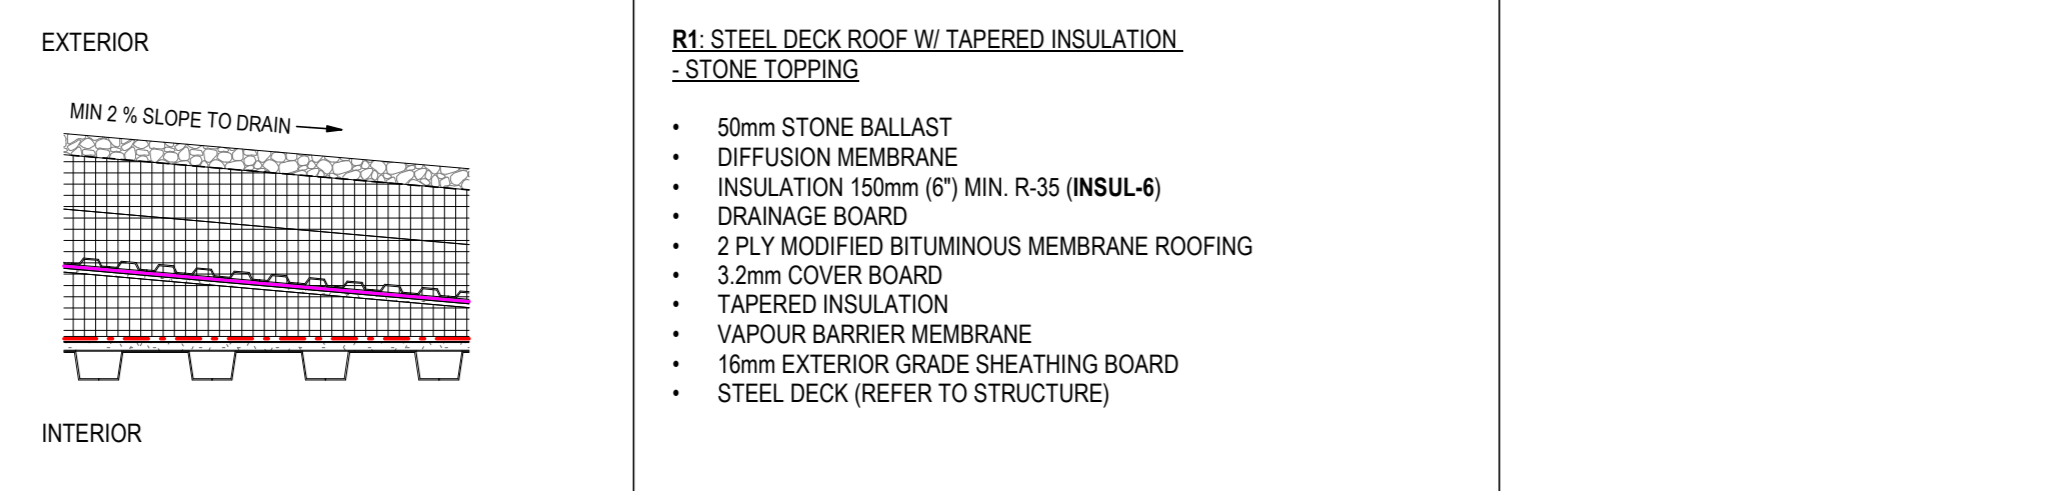 EXTERIOR
MIN 2 % SLOPE TO DRAIN
INTERIOR
R1: STEEL DECK ROOF W/ TAPERED INSULATION
- STONE TOPPING
• 50mm STONE BALLAST
• DIFFUSION MEMBRANE
• INSULATION 150mm (6") MIN. R-35 (INSUL-6)
• DRAINAGE BOARD
• 2 PLY MODIFIED BITUMINOUS MEMBRANE ROOFING
• 3.2mm COVER BOARD
• TAPERED INSULATION
• VAPOUR BARRIER MEMBRANE
• 16mm EXTERIOR GRADE SHEATHING BOARD
• STEEL DECK (REFER TO STRUCTURE)